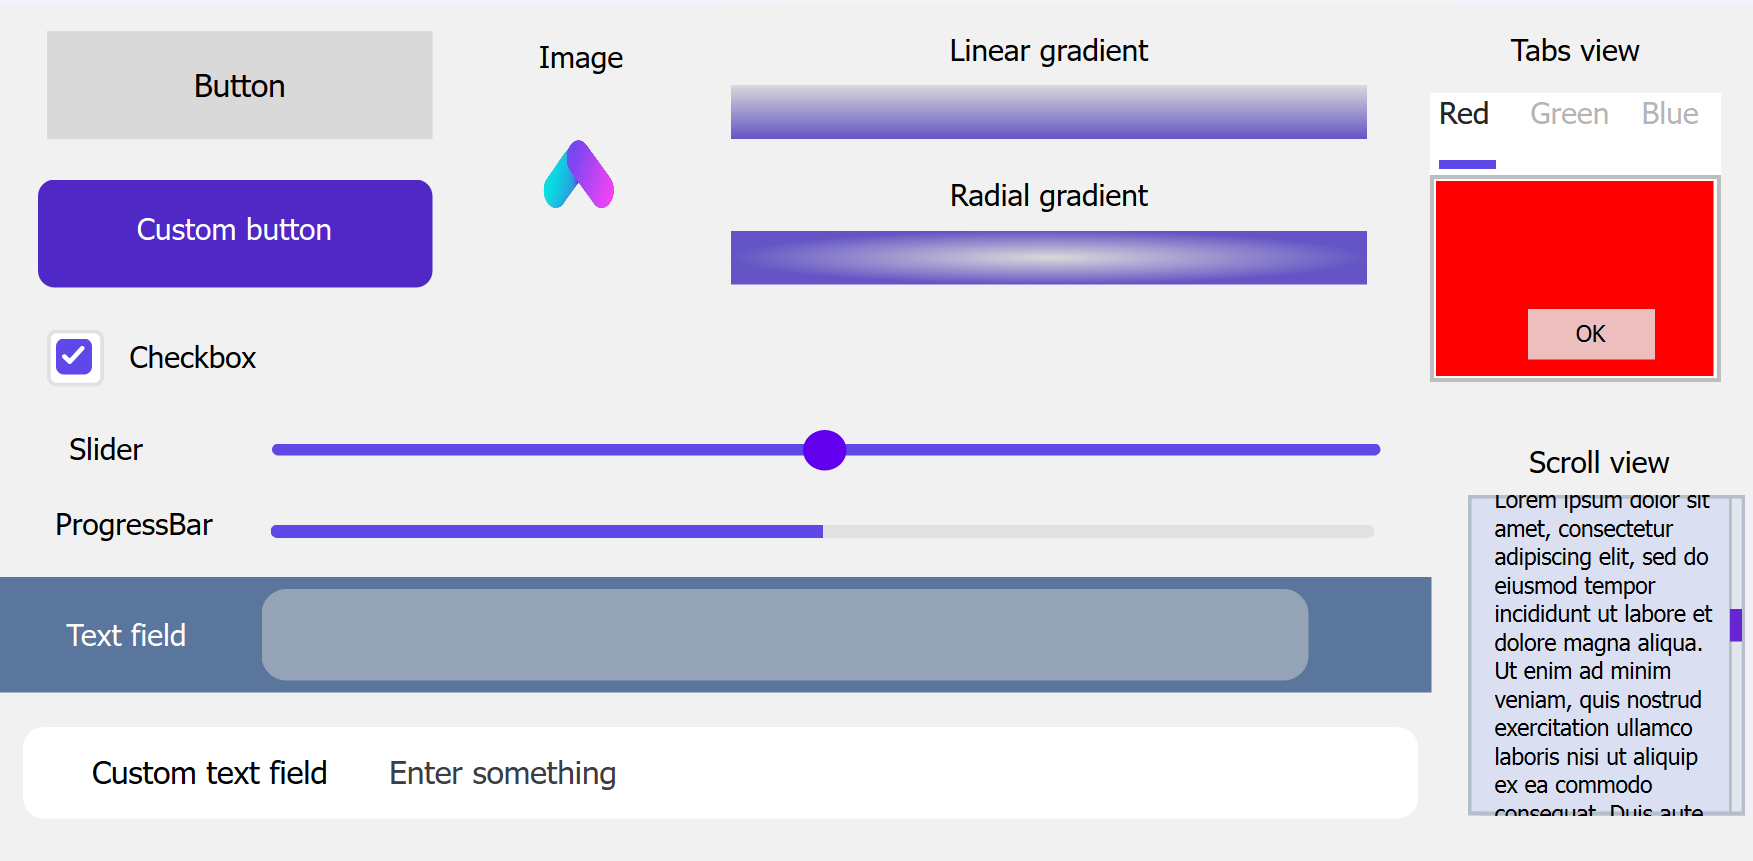 Button
Image
Linear gradient
Tabs view
Red Green Blue
Custom button
Radial gradient
OK
Checkbox
Slider
ProgressBar
Text field
Custom text field Enter something
Scroll view
Lorem ipsum dolor sit
amet, consectetur
adipiscing elit, sed do
eiusmod tempor
incididunt ut labore et
dolore magna aliqua.
Ut enim ad minim
veniam, quis nostrud
exercitation ullamco
laboris nisi ut aliquip
ex ea commodo
consequat. Duis aute